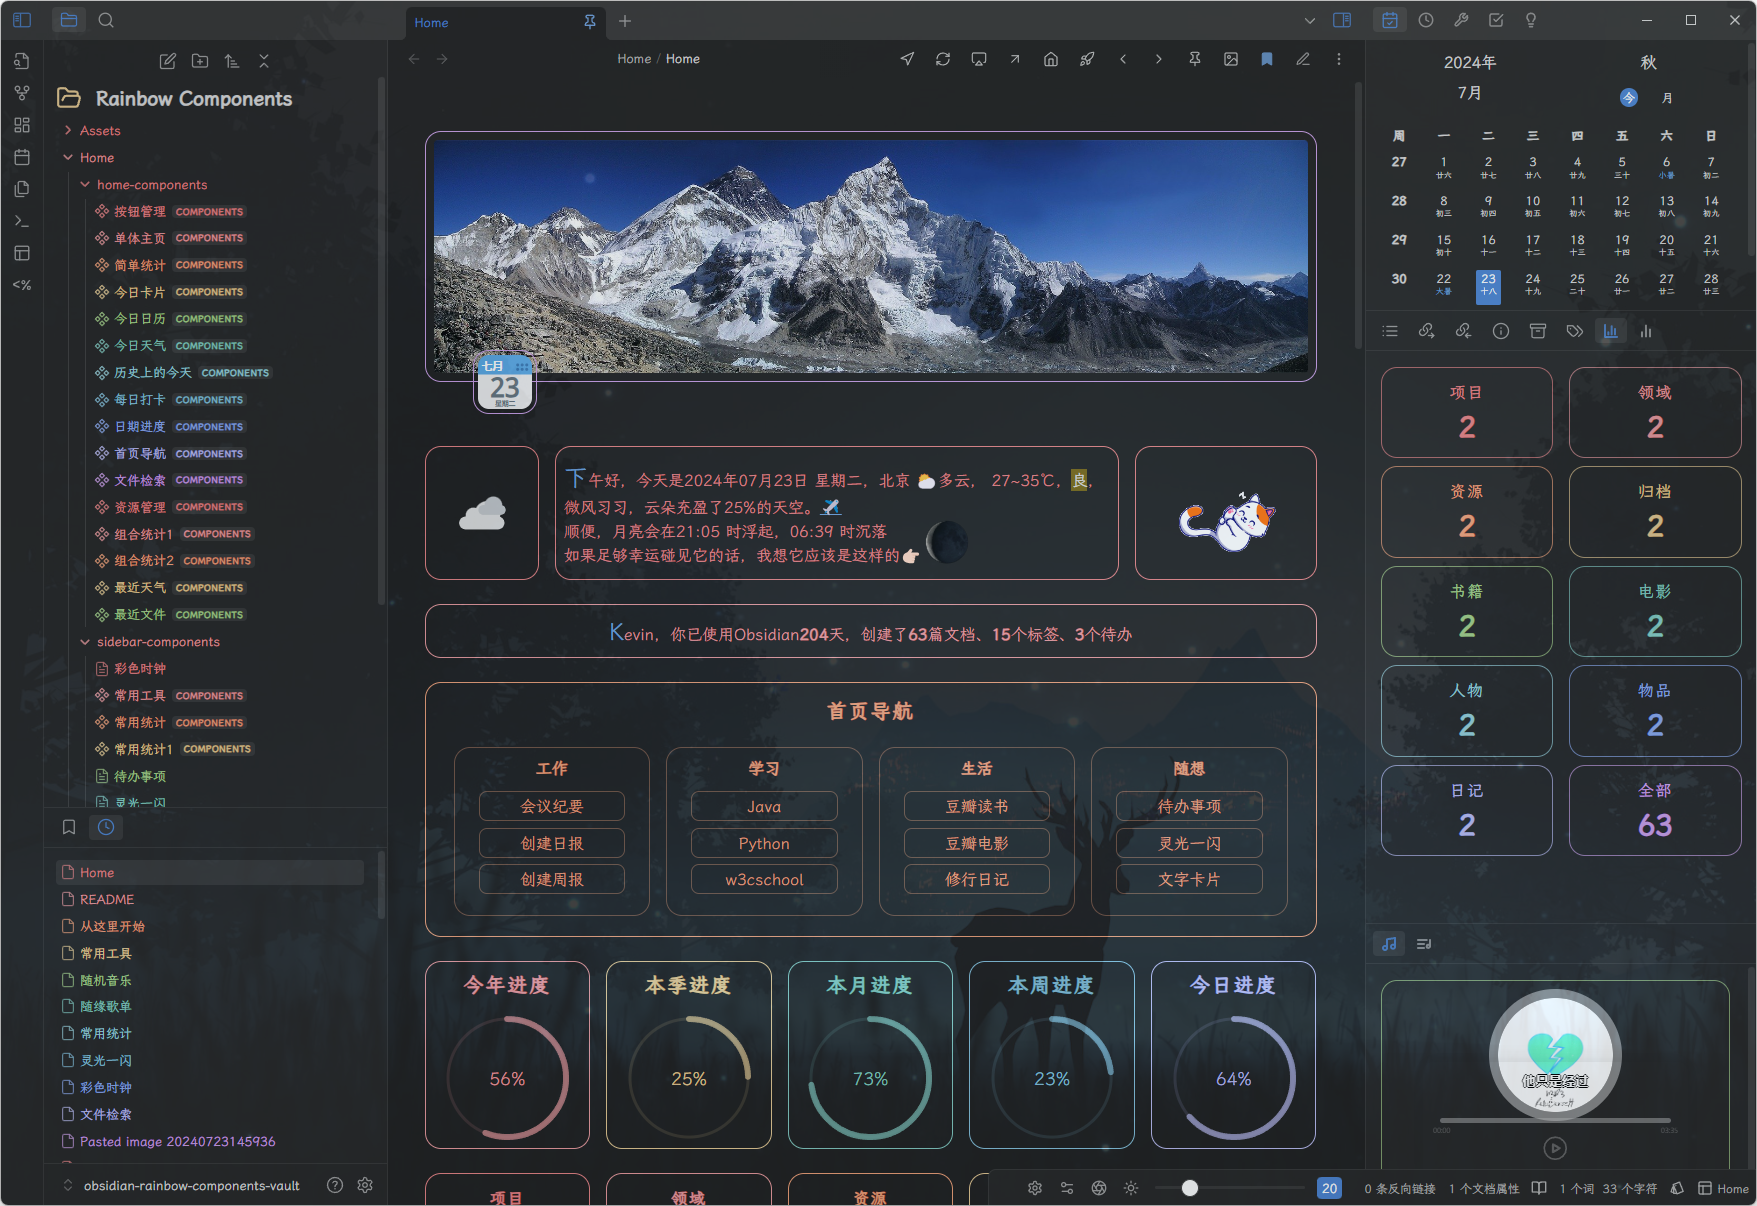 Home
Home / Home
Rainbow Components
Assets
Home
home-components
按钮管理 COMPONENTS
单体主页 COMPONENTS
简单统计 COMPONENTS
今日卡片 COMPONENTS
今日日历 COMPONENTS
今日天气 COMPONENTS
历史上的今天 COMPONENTS
每日打卡 COMPONENTS
日期进度 COMPONENTS
首页导航 COMPONENTS
文件检索 COMPONENTS
资源管理 COMPONENTS
组合统计1 COMPONENTS
组合统计2 COMPONENTS
最近天气 COMPONENTS
最近文件 COMPONENTS
sidebar-components
彩色时钟
常用工具 COMPONENTS
常用统计 COMPONENTS
常用统计1 COMPONENTS
待办事项
灵光一闪
Home
README
从这里开始
常用工具
随机音乐
随缘歌单
常用统计
灵光一闪
彩色时钟
文件检索
Pasted image 20240723145936
obsidian-rainbow-components-vault
<%
七月
23
星期二
下午好，今天是2024年07月23日 星期二，北京 多云， 27~35℃，良，
微风习习，云朵充盈了25%的天空。
顺便，月亮会在21:05 时浮起，06:39 时沉落
如果足够幸运碰见它的话，我想它应该是这样的
Kevin，你已使用Obsidian204天，创建了63篇文档、15个标签、3个待办
首页导航
工作
会议纪要
创建日报
创建周报
学习
Java
Python
w3cschool
生活
豆瓣读书
豆瓣电影
修行日记
随想
待办事项
灵光一闪
文字卡片
今年进度
56%
本季进度
25%
本月进度
73%
本周进度
23%
今日进度
64%
项目
领域
资源
2024年 秋
7月 今 月
周 一 二 三 四 五 六 日
27 1 2 3 4 5 6 7
廿六 廿七 廿八 廿九 三十 小暑 初二
28 8 9 10 11 12 13 14
初三 初四 初五 初六 初七 初八 初九
29 15 16 17 18 19 20 21
初十 十一 十二 十三 十四 十五 十六
30 22 23 24 25 26 27 28
大暑 十八 十九 二十 廿一 廿二 廿三
项目
2
领域
2
资源
2
归档
2
书籍
2
电影
2
人物
2
物品
2
日记
2
全部
63
他只是经过
00:00 03:35
20 0 条反向链接 1 个文档属性 1 个词 33 个字符 Home